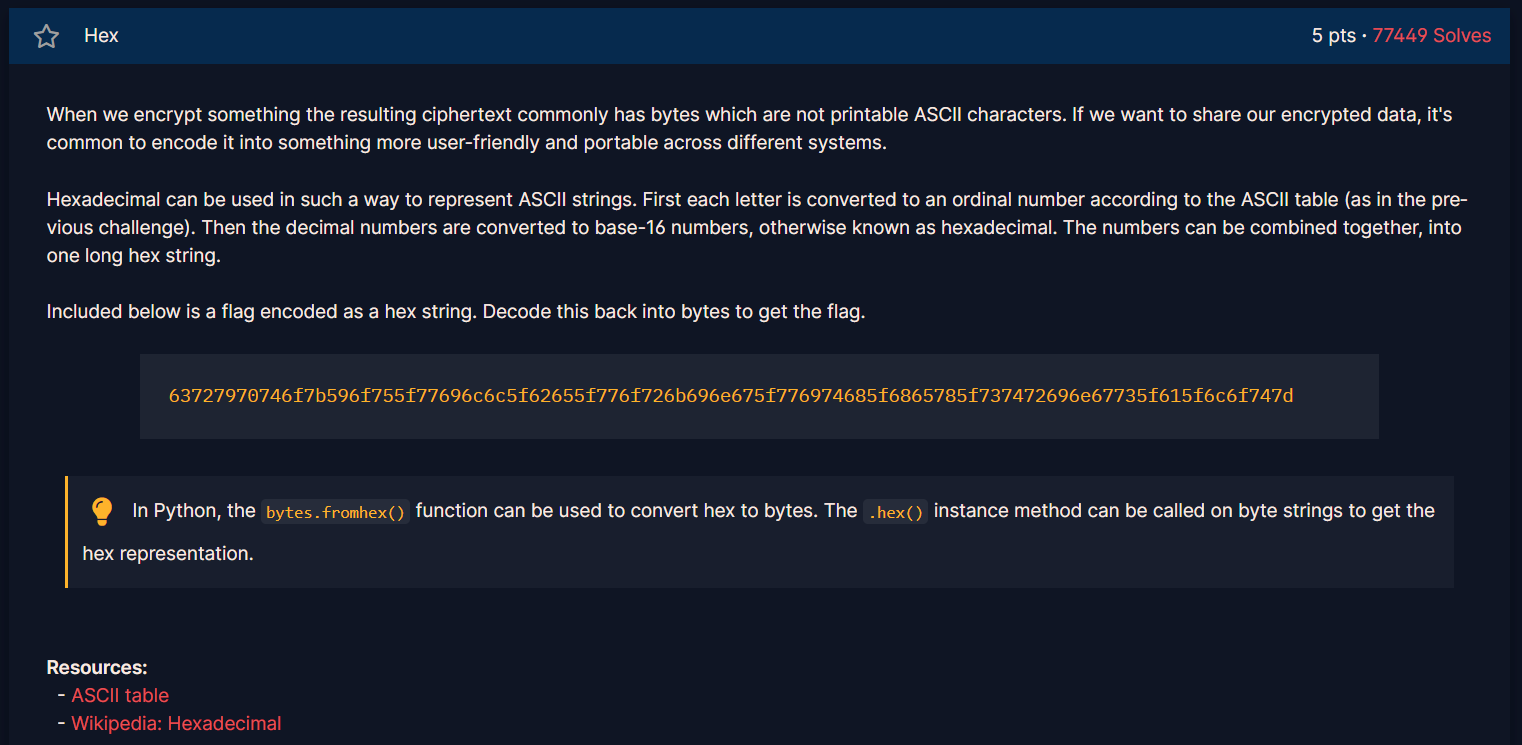 Hex
5 pts • 77449 Solves
When we encrypt something the resulting ciphertext commonly has bytes which are not printable ASCII characters. If we want to share our encrypted data, it's
common to encode it into something more user-friendly and portable across different systems.
Hexadecimal can be used in such a way to represent ASCII strings. First each letter is converted to an ordinal number according to the ASCII table (as in the pre-
vious challenge). Then the decimal numbers are converted to base-16 numbers, otherwise known as hexadecimal. The numbers can be combined together, into
one long hex string.
Included below is a flag encoded as a hex string. Decode this back into bytes to get the flag.
63727970746f7b596f755f77696c6c5f62655f776f726b696e675f776974685f6865785f737472696e67735f615f6c6f747d
In Python, the bytes.fromhex() function can be used to convert hex to bytes. The .hex() instance method can be called on byte strings to get the
hex representation.
Resources:
- ASCII table
- Wikipedia: Hexadecimal